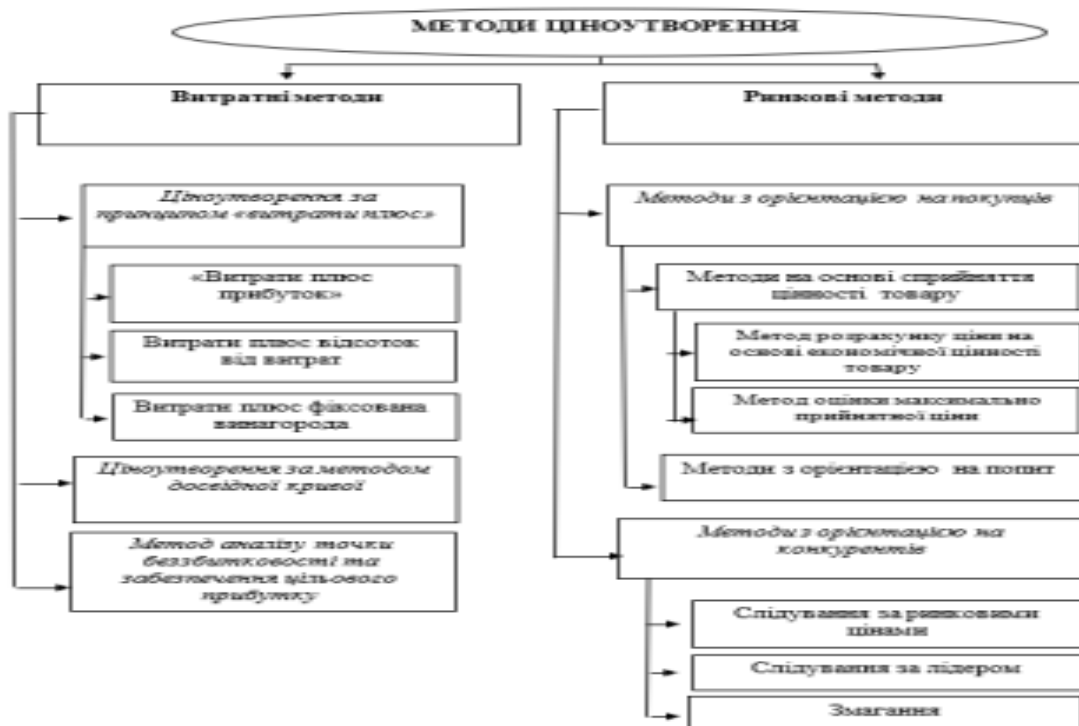 МЕТОДИ ЦІНОУТВОРЕННЯ
Витратні методи
Ціноутворення за
принципом «витрати плюс»
«Витрати плюс
прибуток»
Витрати плюс відсоток
від витрат
Витрати плюс фіксована
винагорода
Ціноутворення за методом
досвідної кривої
Метод аналізу точки
беззбитковості та
забезпечення цільового
прибутку
Ринкові методи
Методи з орієнтацією на покупців
Методи на основі сприйняття
цінності товару
Метод розрахунку ціни на
основі економічної цінності
товару
Метод оцінки максимально
прийнятної ціни
Методи з орієнтацією на попит
Методи з орієнтацією на
конкурентів
Слідування за ринковими
цінами
Слідування за лідером
Змагання